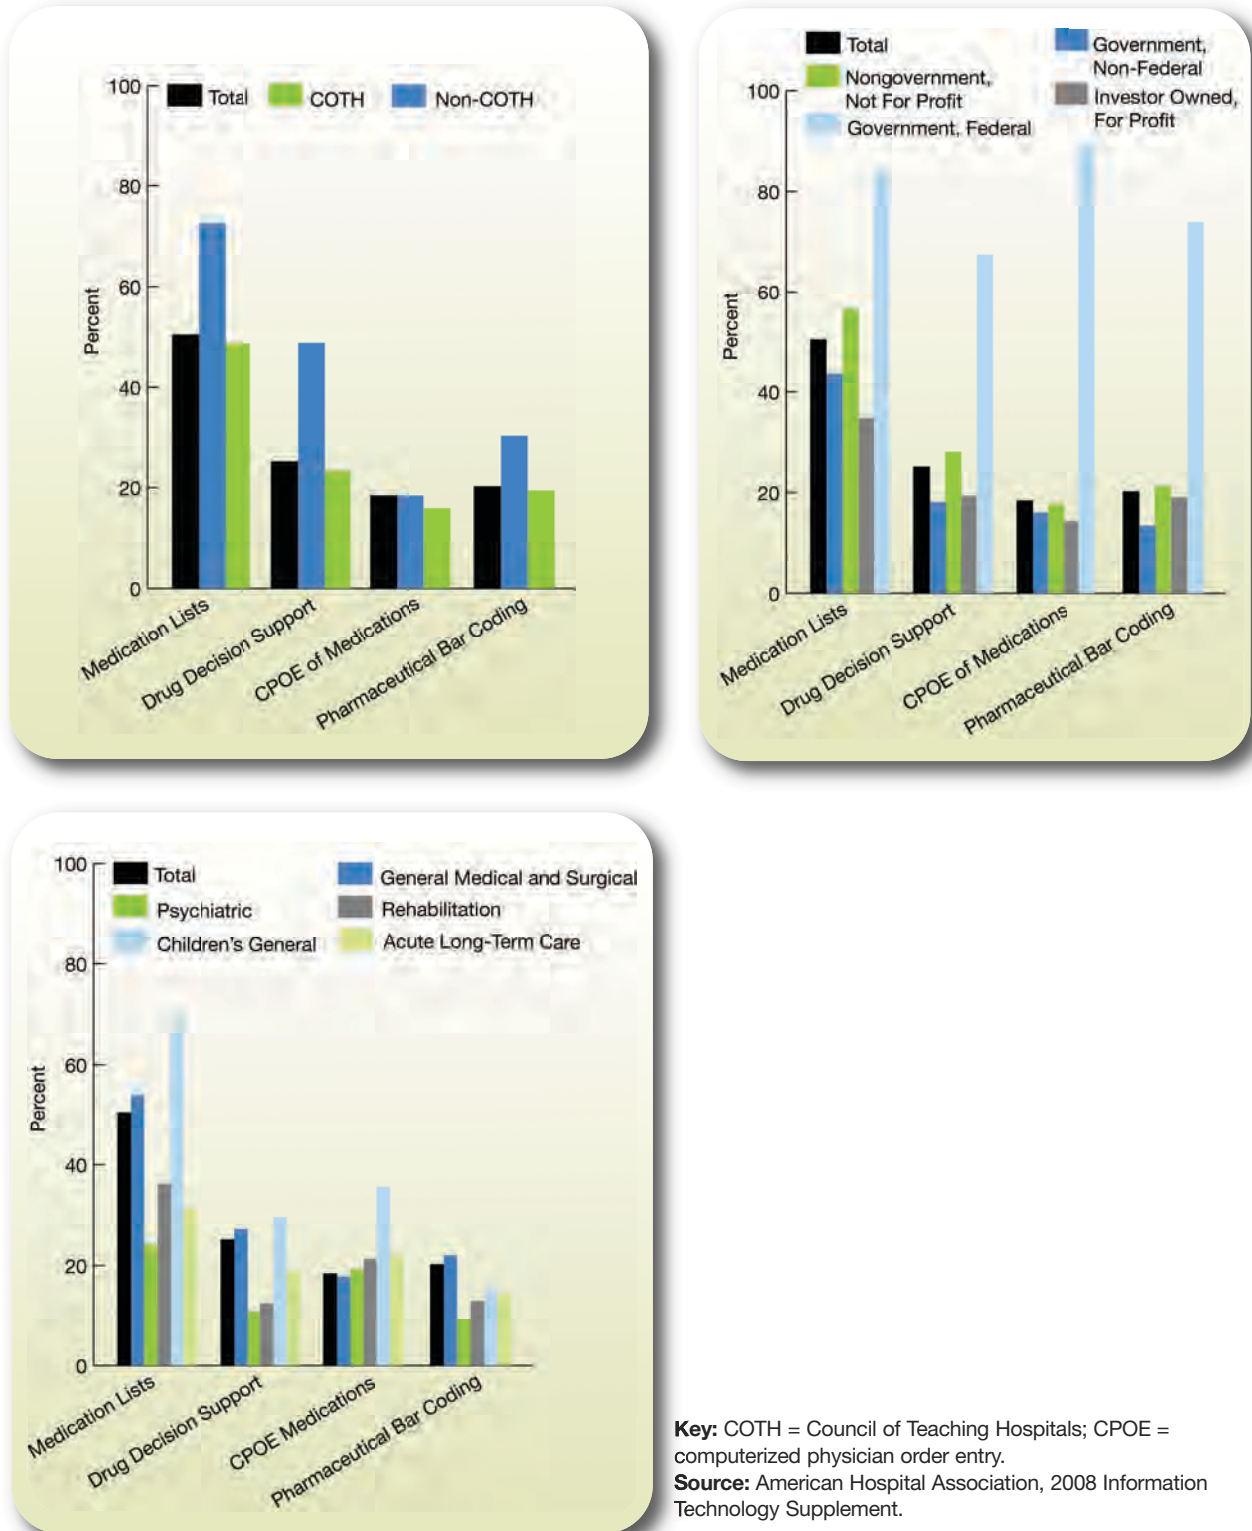 Total COTH Non-COTH
100
80
60
40
20
0
Percent
Medication Lists
Drug Decision Support
CPOE of Medications
Pharmaceutical Bar Coding
Total
Nongovernment,
Not For Profit
Government, Federal
Government,
Non-Federal
Investor Owned,
For Profit
100
80
60
40
20
0
Percent
Medication Lists
Drug Decision Support
CPOE of Medications
Pharmaceutical Bar Coding
Total
Psychiatric
Children's General
General Medical and Surgical
Rehabilitation
Acute Long-Term Care
100
80
60
40
20
0
Percent
Medication Lists
Drug Decision Support
CPOE Medications
Pharmaceutical Bar Coding
Key: COTH = Council of Teaching Hospitals; CPOE =
computerized physician order entry.
Source: American Hospital Association, 2008 Information
Technology Supplement.